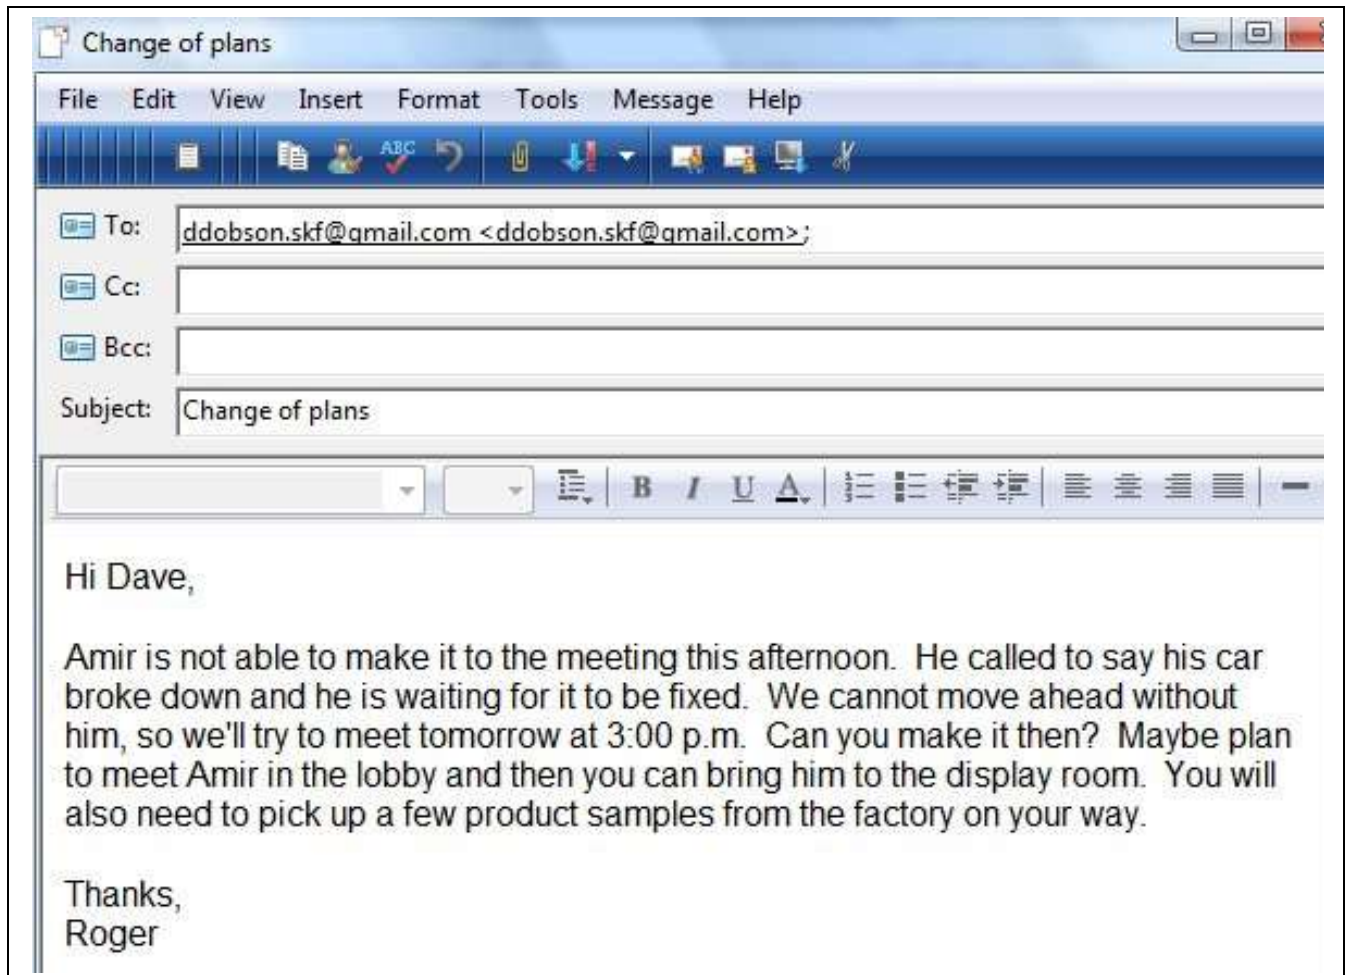 Change of plans
File Edit View Insert Format Tools Message Help
ABC
To: ddobson.skf@gmail.com <ddobson.skf@gmail.com>;
Cc:
Bcc:
Subject: Change of plans
B I U A
Hi Dave,
Amir is not able to make it to the meeting this afternoon. He called to say his car
broke down and he is waiting for it to be fixed. We cannot move ahead without
him, so we'll try to meet tomorrow at 3:00 p.m. Can you make it then? Maybe plan
to meet Amir in the lobby and then you can bring him to the display room. You will
also need to pick up a few product samples from the factory on your way.
Thanks,
Roger